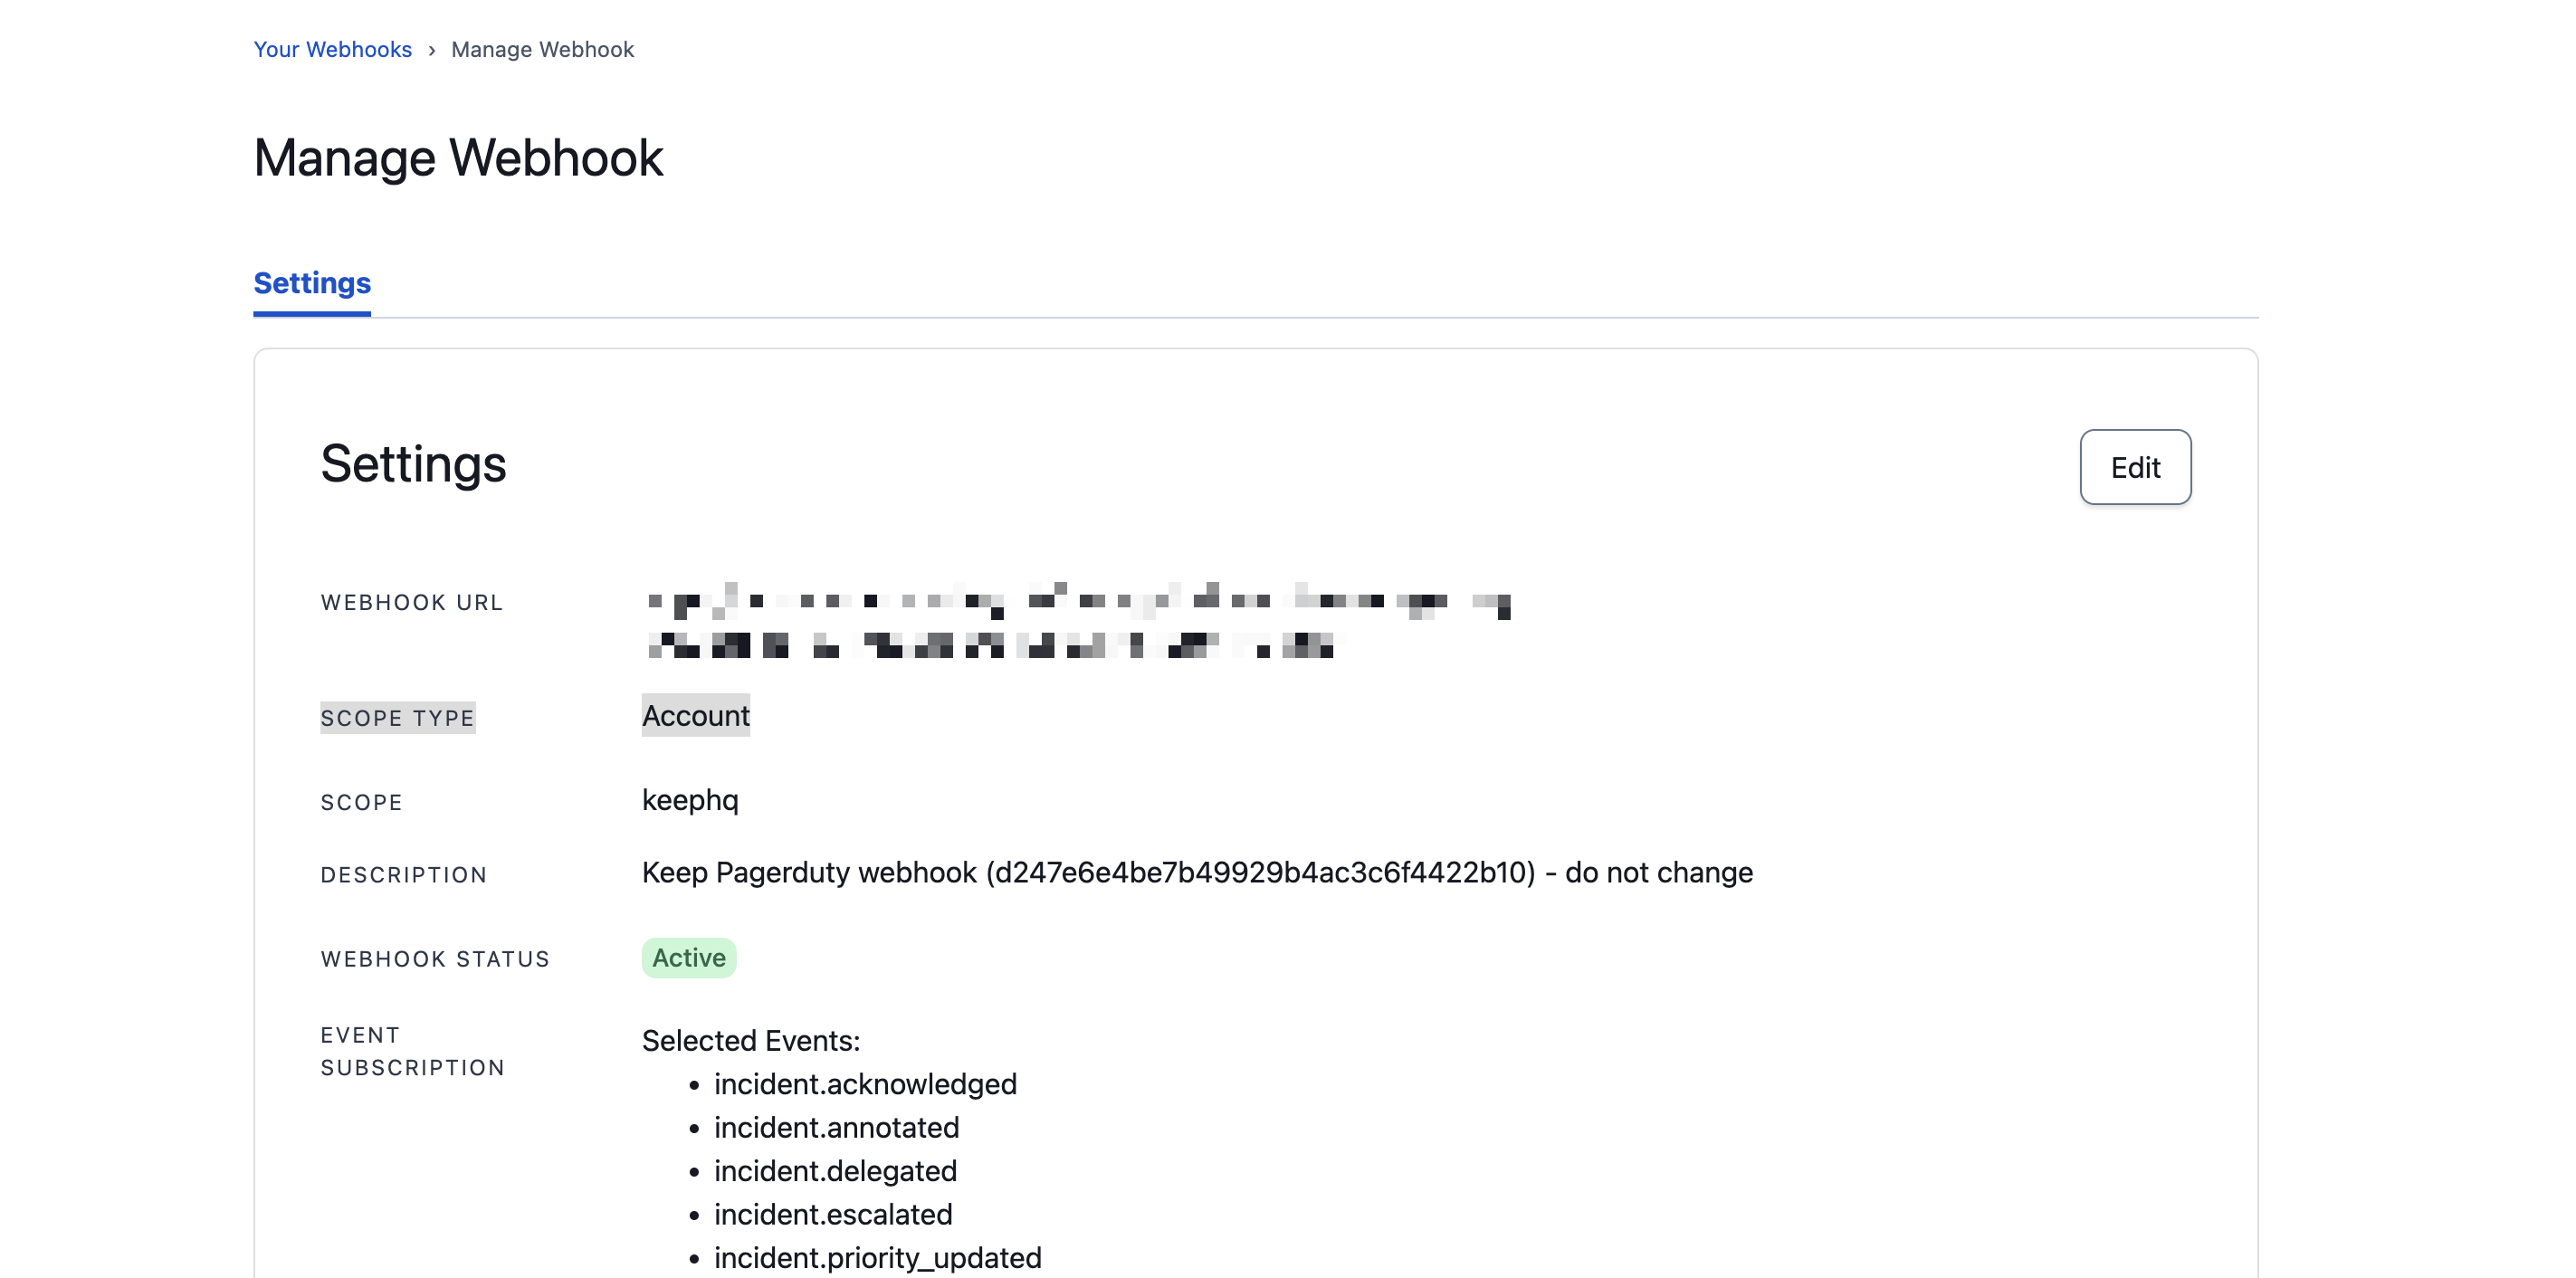 Your Webhooks › Manage Webhook
Manage Webhook
Settings
Settings
Edit
WEBHOOK URL
SCOPE TYPE Account
SCOPE keephq
DESCRIPTION Keep Pagerduty webhook (d247e6e4be7b49929b4ac3c6f4422b10) - do not change
WEBHOOK STATUS Active
EVENT SUBSCRIPTION
Selected Events:
• incident.acknowledged
• incident.annotated
• incident.delegated
• incident.escalated
• incident.priority_updated